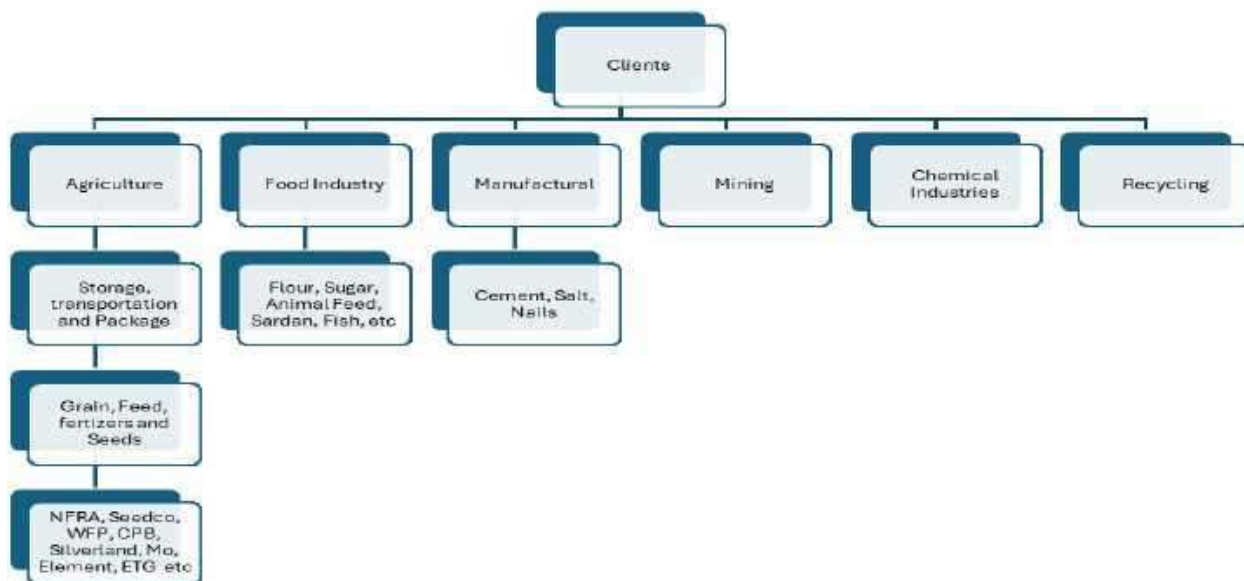 Clients
Agriculture
Food Industry
Manufactural
Mining
Chemical
Industries
Recycling
Storage,
transportation
and Package
Flour, Sugar,
Animal Feed,
Sardan, Fish, etc
Cement, Salt,
Nails
Grain, Feed,
fertizers and
Seeds
NFRA, Seedco,
WFP, CPB,
Silverland, Mo,
Element, ETG etc